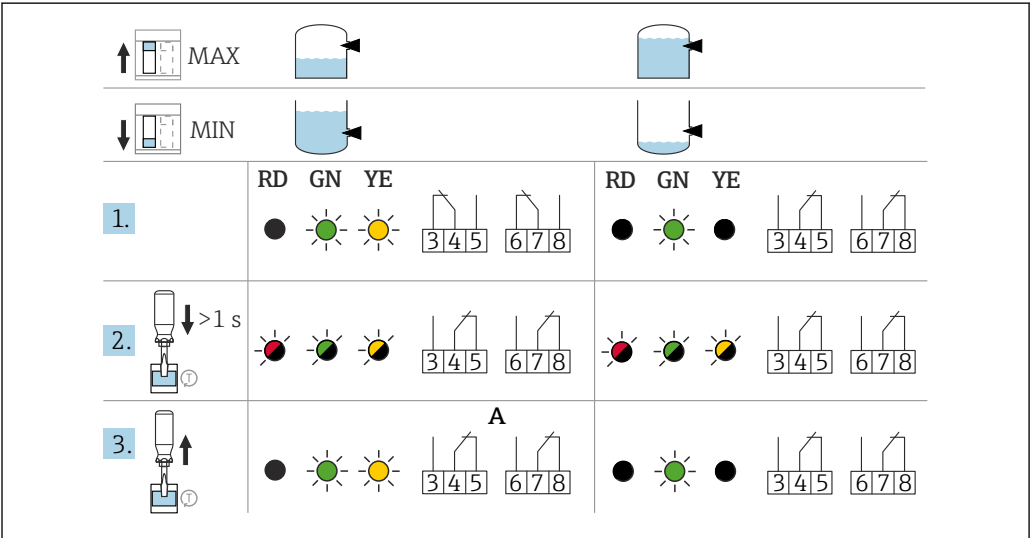 MAX
MIN
RD GN YE RD GN YE
1. 3 4 5 6 7 8 3 4 5 6 7 8
>1 s
2. T 3 4 5 6 7 8 3 4 5 6 7 8
A
3. T 3 4 5 6 7 8 3 4 5 6 7 8